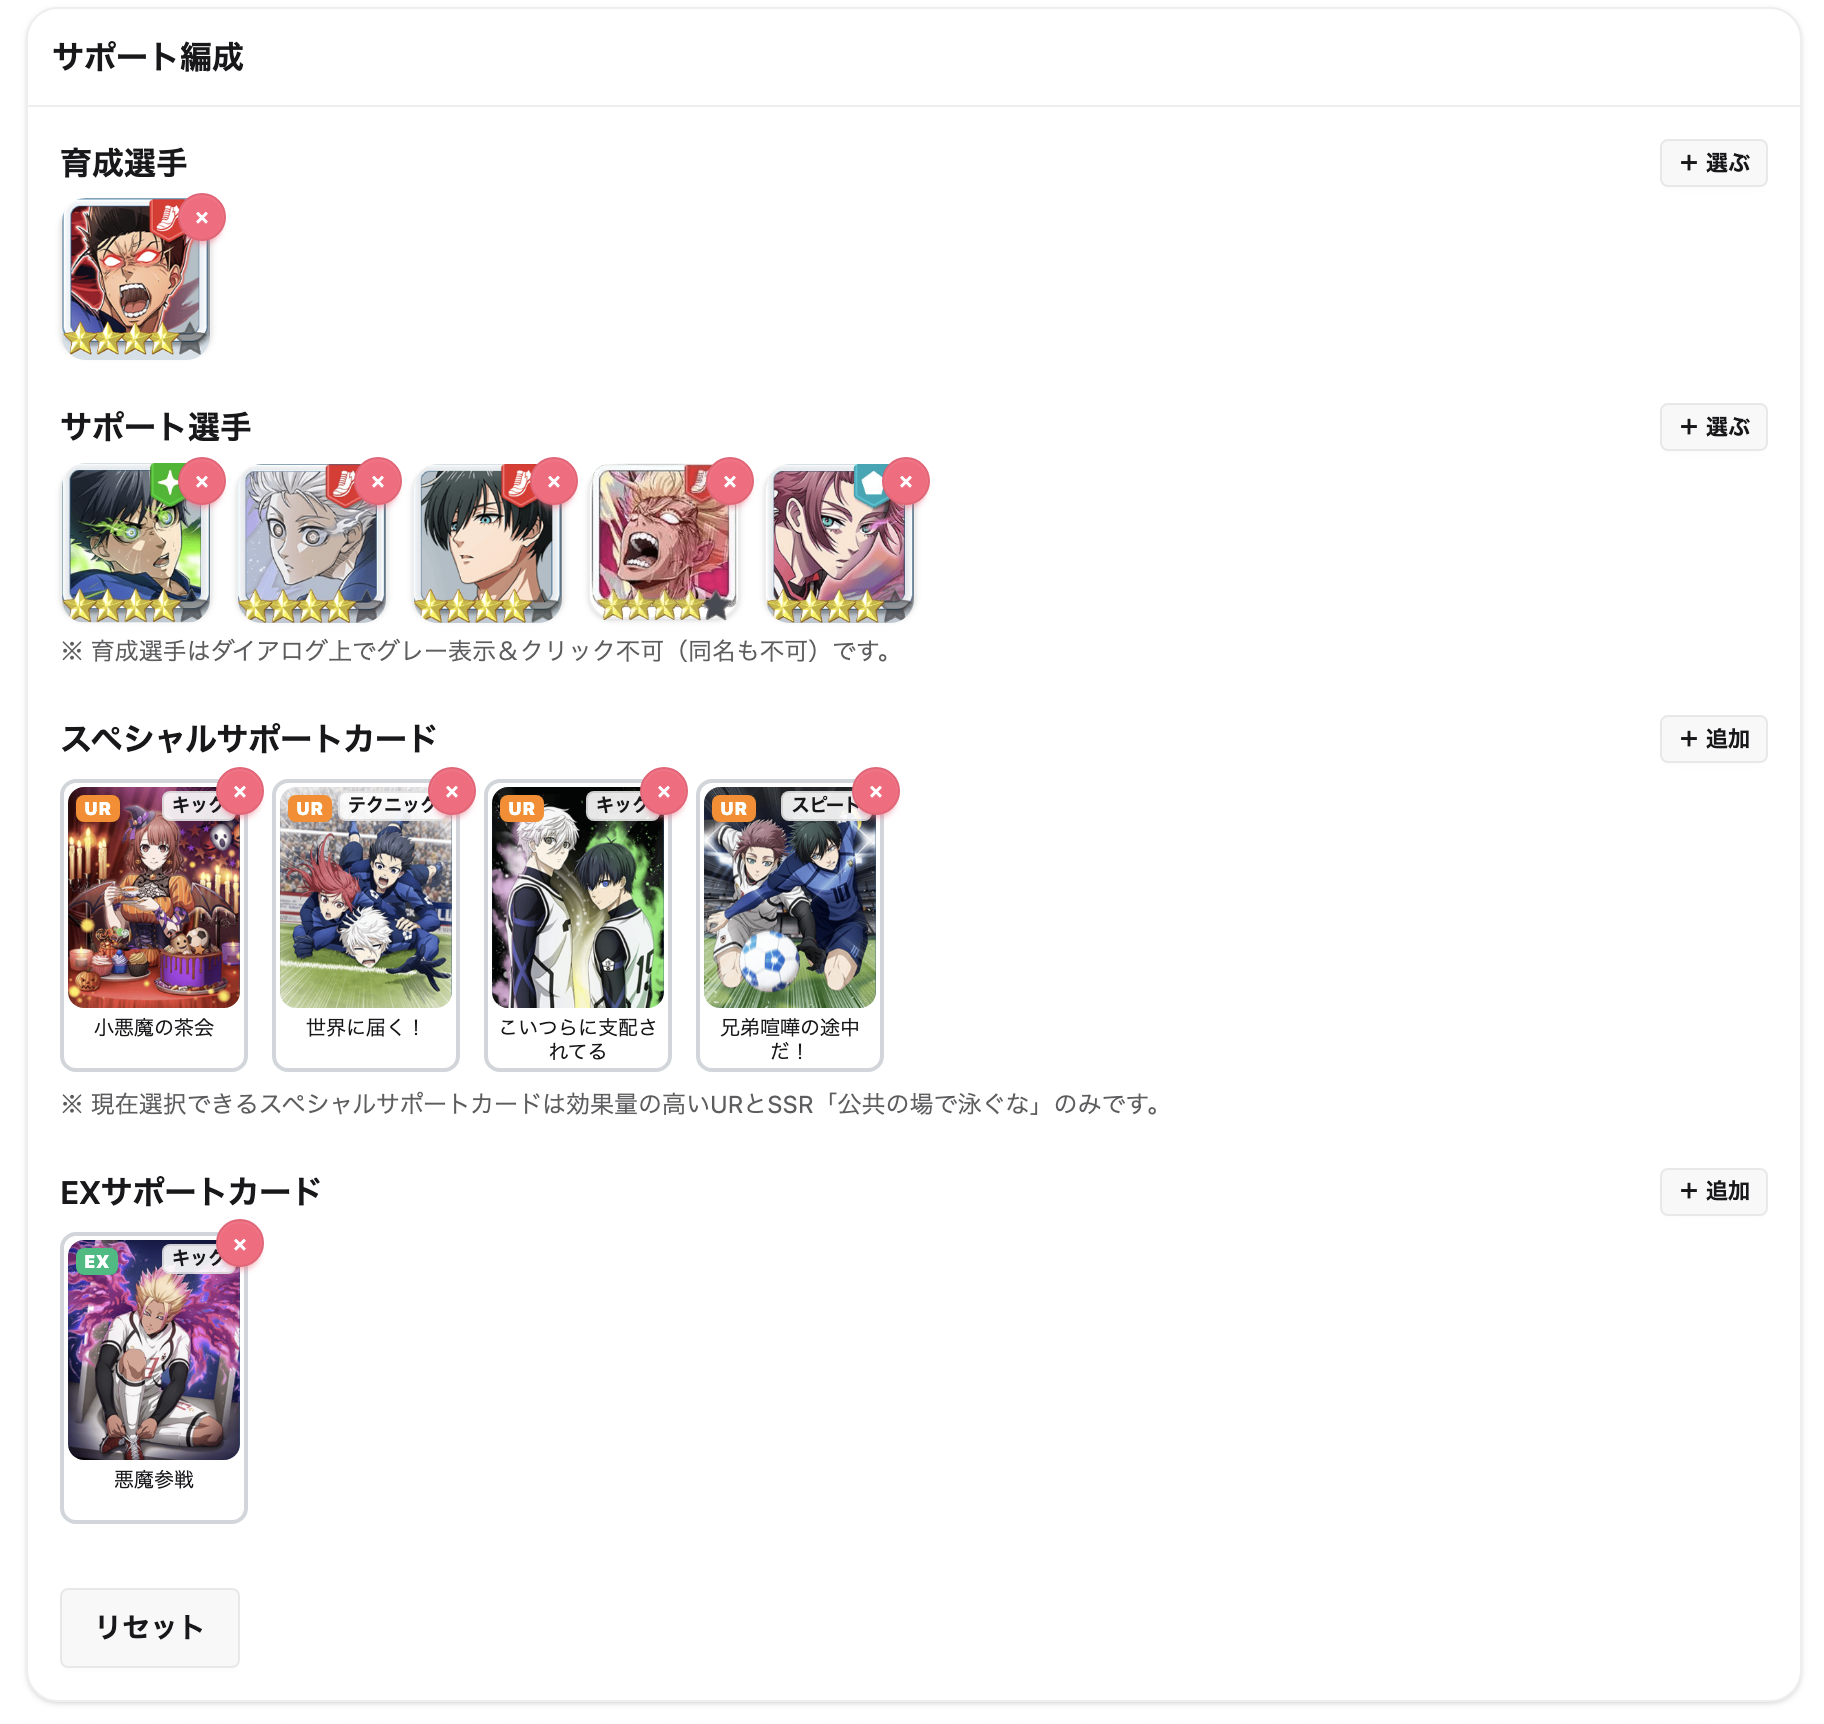 サポート編成
育成選手
+ 選ぶ
×
サポート選手
+ 選ぶ
× × × × ×
※ 育成選手はダイアログ上でグレー表示＆クリック不可（同名も不可）です。
スペシャルサポートカード
+ 追加
UR キック ×
小悪魔の茶会
UR テクニック ×
世界に届く！
UR キック ×
こいつらに支配さ
れてる
UR スピード ×
兄弟喧嘩の途中
だ！
※ 現在選択できるスペシャルサポートカードは効果量の高いURとSSR「公共の場で泳ぐな」のみです。
EXサポートカード
+ 追加
EX キック ×
悪魔参戦
リセット